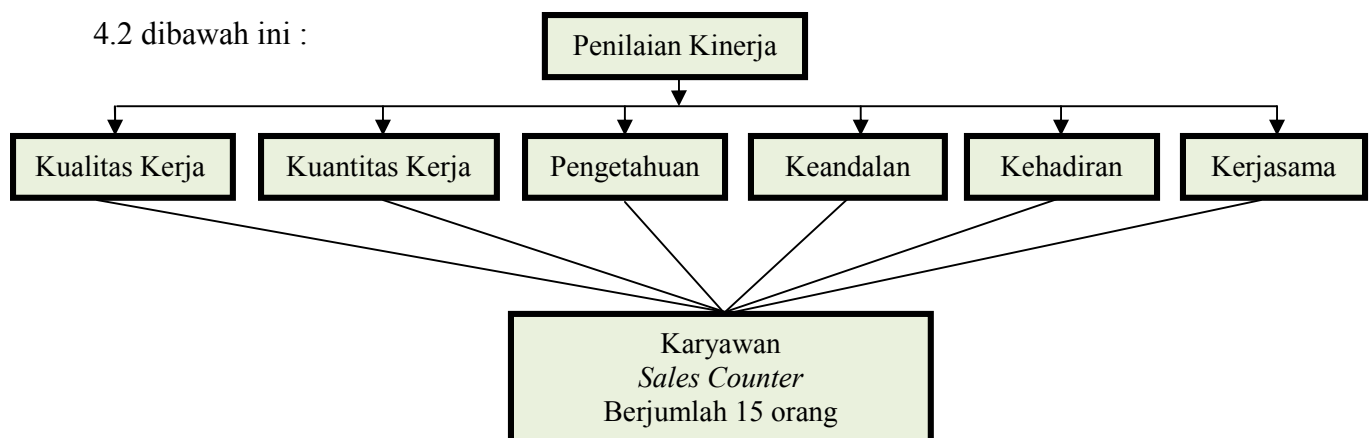 4.2 dibawah ini :
Penilaian Kinerja
Kualitas Kerja
Kuantitas Kerja
Pengetahuan
Keandalan
Kehadiran
Kerjasama
Karyawan
Sales Counter
Berjumlah 15 orang